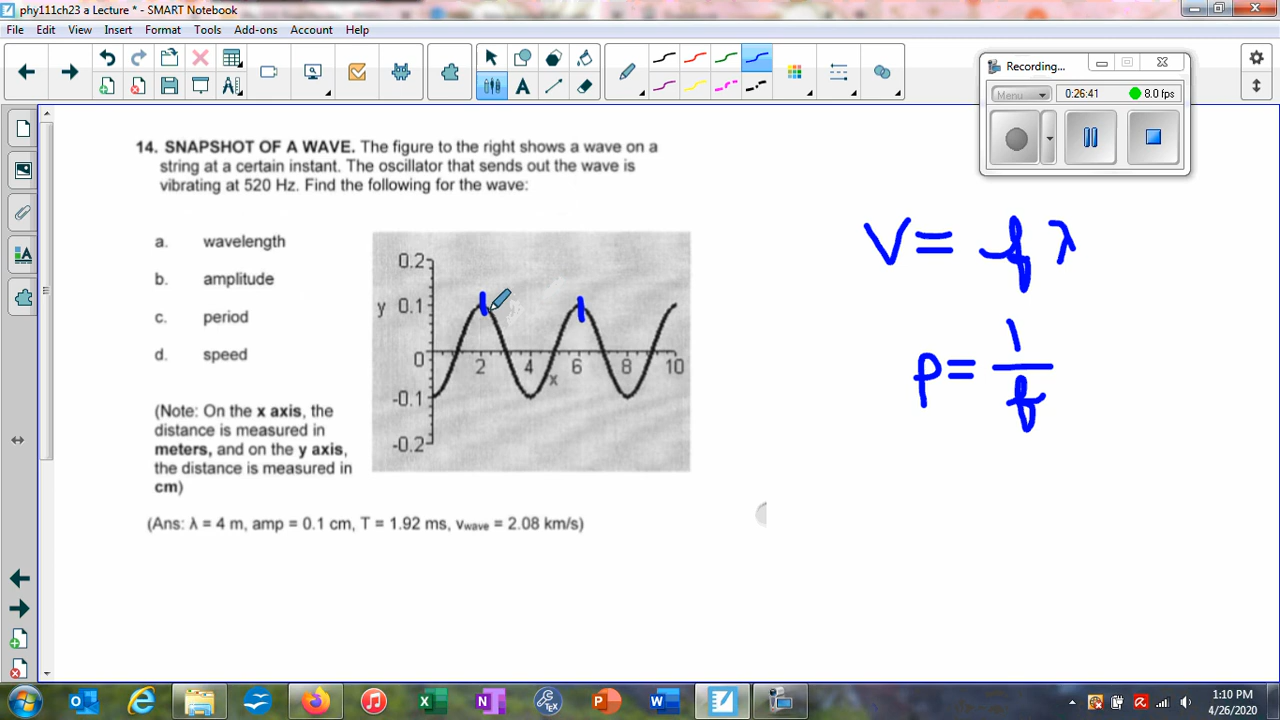 phy111ch23 a Lecture * - SMART Notebook
File Edit View Insert Format Tools Add-ons Account Help
Recording...
Menu 0:26:41 8.0 fps
14. SNAPSHOT OF A WAVE. The figure to the right shows a wave on a
string at a certain instant. The oscillator that sends out the wave is
vibrating at 520 Hz. Find the following for the wave:
a. wavelength
b. amplitude
c. period
d. speed
(Note: On the x axis, the
distance is measured in
meters, and on the y axis,
the distance is measured in
cm)
0.2
y 0.1
0
-0.1
-0.2
2 4 6 8 10
x
(Ans: λ = 4 m, amp = 0.1 cm, T = 1.92 ms, vwave = 2.08 km/s)
V = f λ
p = 1
f
1:10 PM
4/26/2020